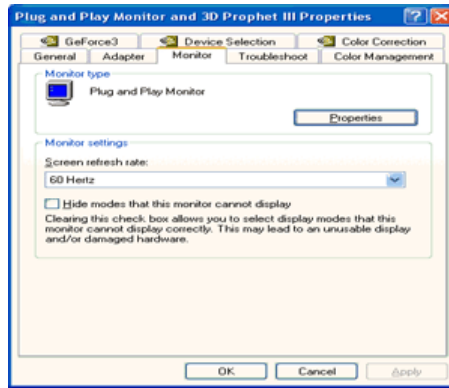 Plug and Play Monitor and 3D Prophet III Properties
GeForce3 Device Selection Color Correction
General Adapter Monitor Troubleshoot Color Management
Monitor type
Plug and Play Monitor
Properties
Monitor settings
Screen refresh rate:
60 Hertz
Hide modes that this monitor cannot display
Clearing this check box allows you to select display modes that this
monitor cannot display correctly. This may lead to an unusable display
and/or damaged hardware.
OK Cancel Apply